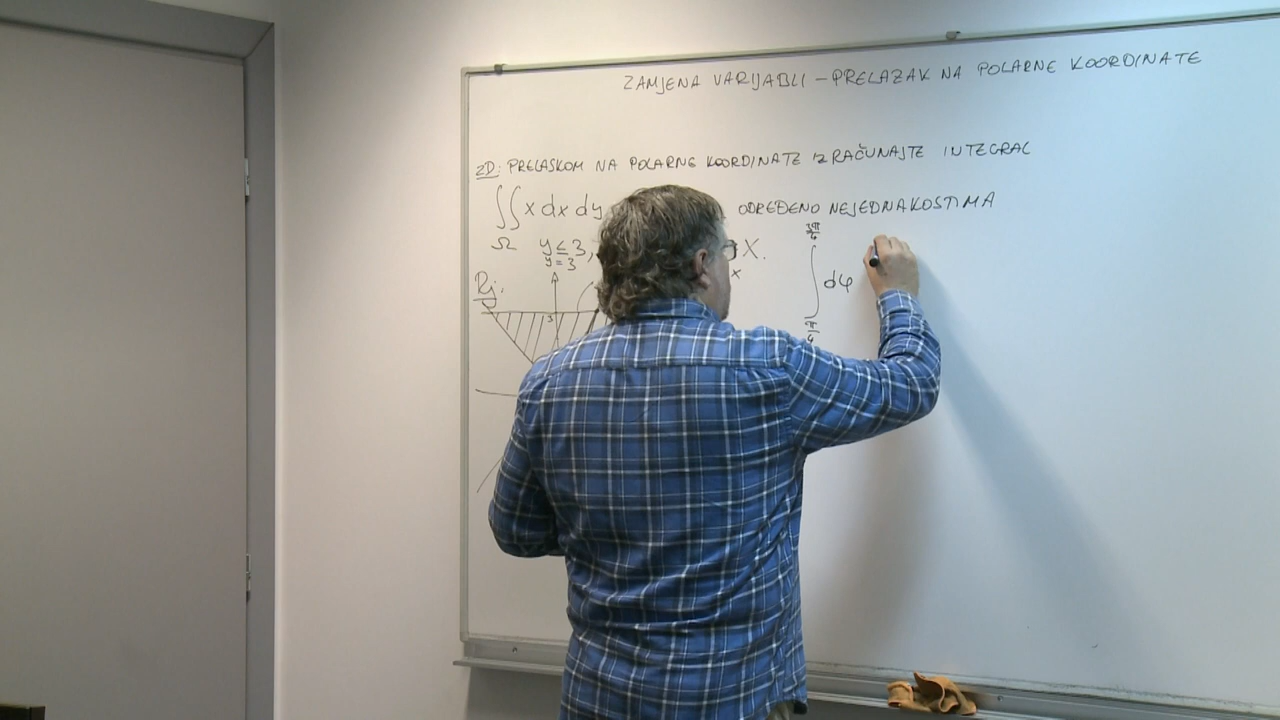 ZAMJENA VARIJABLI – PRELAZAK NA POLARNE KOORDINATE
ZD: PRELASKOM NA POLARNE KOORDINATE IZRAČUNAJTE INTEGRAL
∬ x dx dy ODREĐENO NEJEDNAKOSTIMA
Ω y ≤ 3, X.
y = 3 x
Rj. ∫ dφ
3